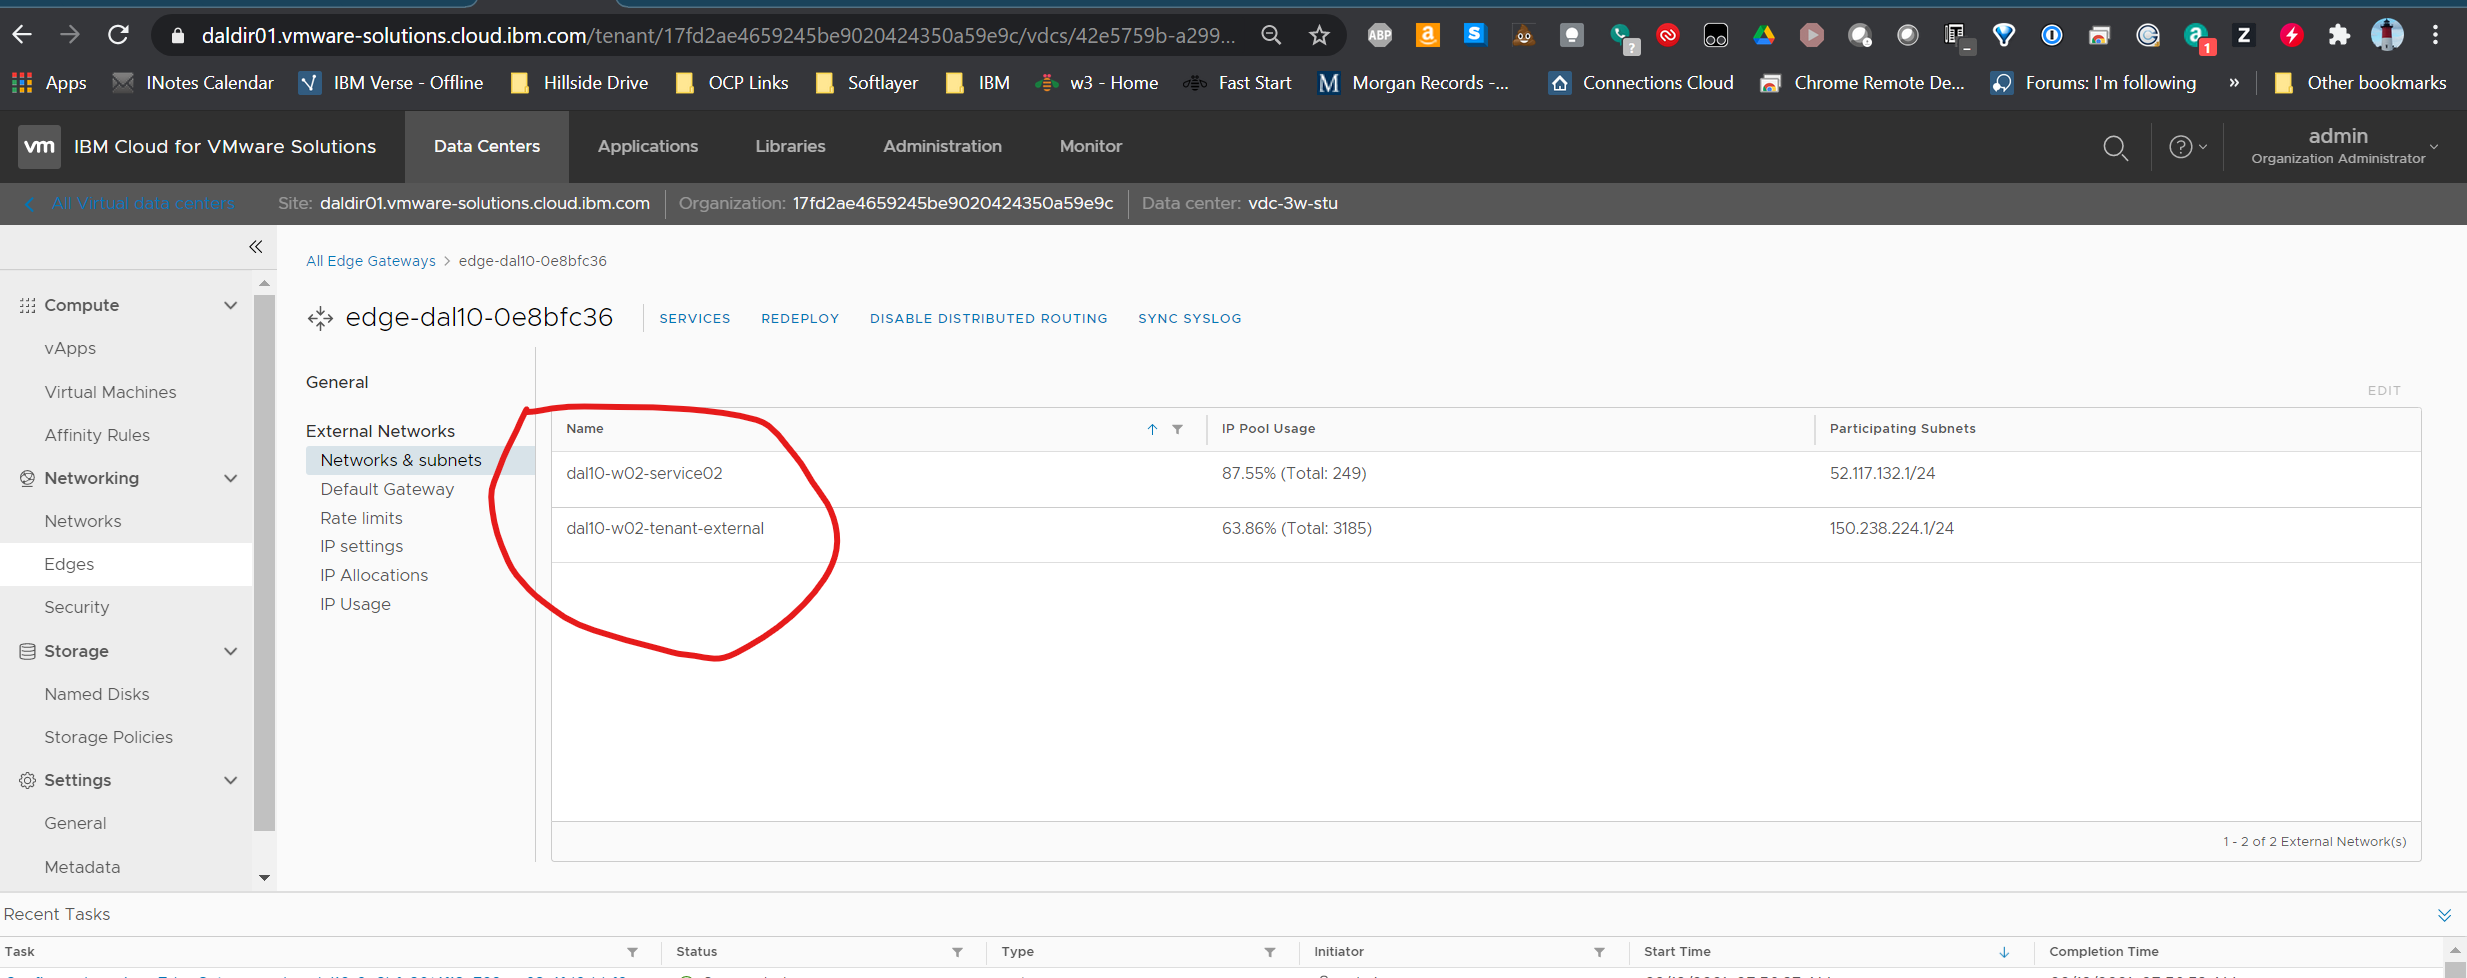 daldir01.vmware-solutions.cloud.ibm.com/tenant/17fd2ae4659245be9020424350a59e9c/vdcs/42e5759b-a299...
ABP
a
S
?
1
Z
Apps INotes Calendar IBM Verse - Offline Hillside Drive OCP Links Softlayer IBM w3 - Home Fast Start M Morgan Records -... Connections Cloud Chrome Remote De... Forums: I'm following » Other bookmarks
vm IBM Cloud for VMware Solutions Data Centers Applications Libraries Administration Monitor ? admin
Organization Administrator
All Virtual data centers Site: daldir01.vmware-solutions.cloud.ibm.com Organization: 17fd2ae4659245be9020424350a59e9c Data center: vdc-3w-stu
Compute
vApps
Virtual Machines
Affinity Rules
Networking
Networks
Edges
Security
Storage
Named Disks
Storage Policies
Settings
General
Metadata
All Edge Gateways > edge-dal10-0e8bfc36
edge-dal10-0e8bfc36 SERVICES REDEPLOY DISABLE DISTRIBUTED ROUTING SYNC SYSLOG
General
External Networks
Networks & subnets
Default Gateway
Rate limits
IP settings
IP Allocations
IP Usage
EDIT
Name IP Pool Usage Participating Subnets
dal10-w02-service02 87.55% (Total: 249) 52.117.132.1/24
dal10-w02-tenant-external 63.86% (Total: 3185) 150.238.224.1/24
1 - 2 of 2 External Network(s)
Recent Tasks
Task Status Type Initiator Start Time Completion Time